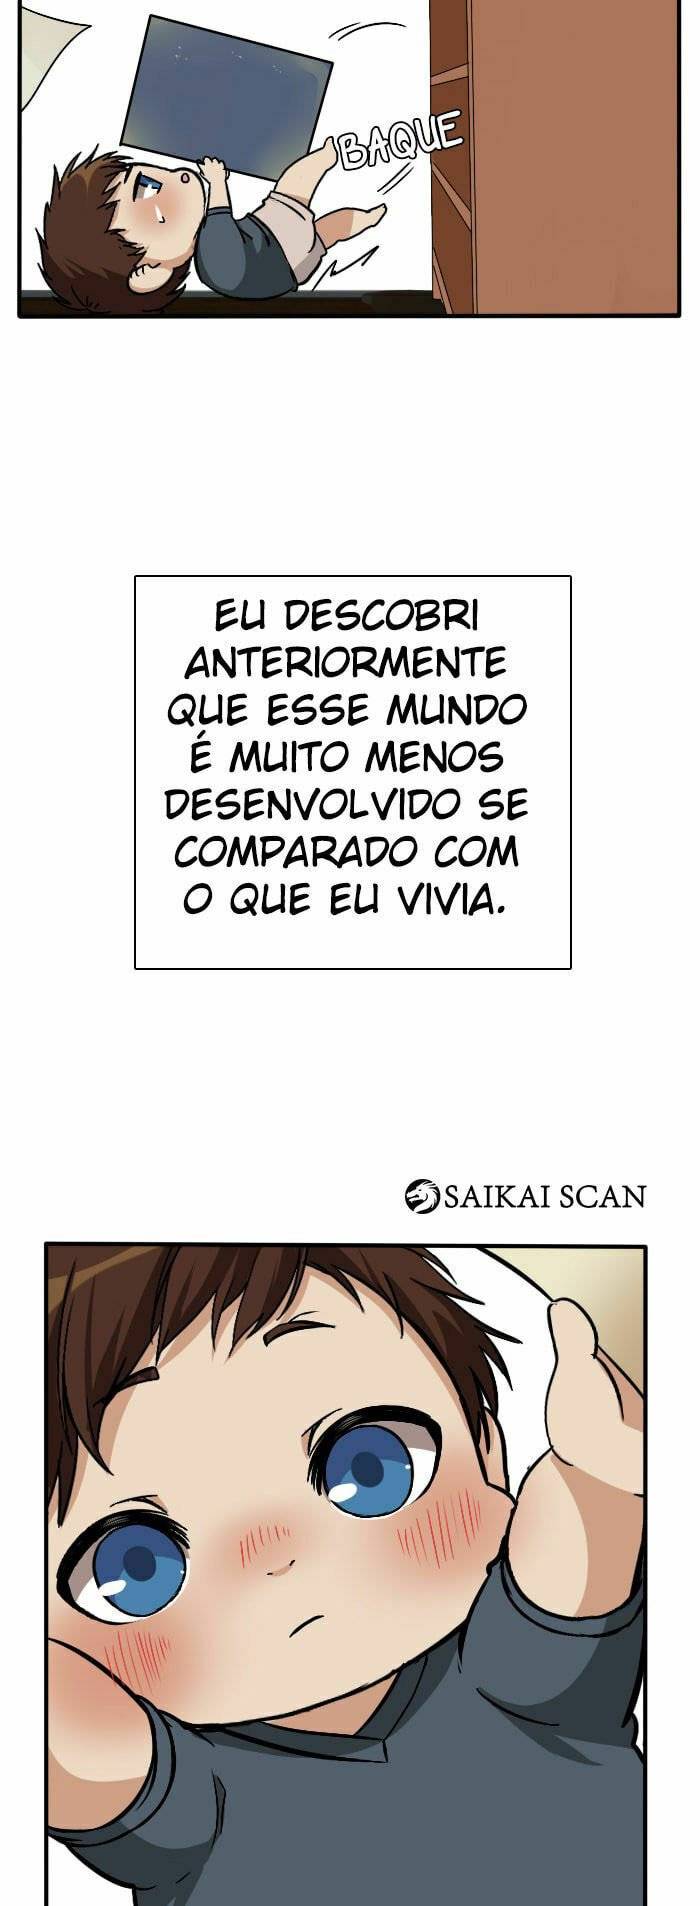 BAQUE
EU DESCOBRI
ANTERIORMENTE
QUE ESSE MUNDO
É MUITO MENOS
DESENVOLVIDO SE
COMPARADO COM
O QUE EU VIVIA.
SAIKAI SCAN